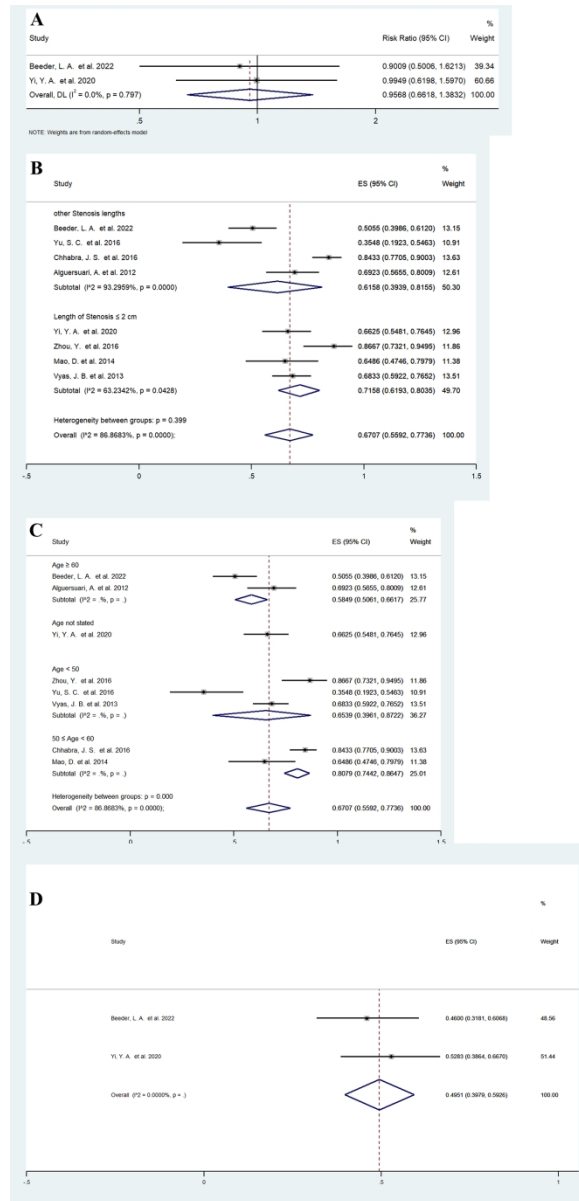 A
%
Study Risk Ratio (95% CI) Weight
Beeder, L. A. et al. 2022 0.9009 (0.5006, 1.6213) 39.34
Yi, Y. A. et al. 2020 0.9949 (0.6198, 1.5970) 60.66
Overall, DL (I² = 0.0%, p = 0.797) 0.9568 (0.6618, 1.3832) 100.00
.5 1 2
NOTE: Weights are from random-effects model
B
%
Study ES (95% CI) Weight
other Stenosis lengths
Beeder, L. A. et al. 2022 0.5055 (0.3986, 0.6120) 13.15
Yu, S. C. et al. 2016 0.3548 (0.1923, 0.5463) 10.91
Chhabra, J. S. et al. 2016 0.8433 (0.7705, 0.9003) 13.63
Alguersuari, A. et al. 2012 0.6923 (0.5655, 0.8009) 12.61
Subtotal (I^2 = 93.2959%, p = 0.0000) 0.6158 (0.3939, 0.8155) 50.30
Length of Stenosis ≤ 2 cm
Yi, Y. A. et al. 2020 0.6625 (0.5481, 0.7645) 12.96
Zhou, Y. et al. 2016 0.8667 (0.7321, 0.9495) 11.86
Mao, D. et al. 2014 0.6486 (0.4746, 0.7979) 11.38
Vyas, J. B. et al. 2013 0.6833 (0.5922, 0.7652) 13.51
Subtotal (I^2 = 63.2342%, p = 0.0428) 0.7158 (0.6193, 0.8035) 49.70
Heterogeneity between groups: p = 0.399
Overall (I^2 = 86.8683%, p = 0.0000); 0.6707 (0.5592, 0.7736) 100.00
-.5 0 .5 1 1.5
C
%
Study ES (95% CI) Weight
Age ≥ 60
Beeder, L. A. et al. 2022 0.5055 (0.3986, 0.6120) 13.15
Alguersuari, A. et al. 2012 0.6923 (0.5655, 0.8009) 12.61
Subtotal (I^2 = .%, p = .) 0.5849 (0.5061, 0.6617) 25.77
Age not stated
Yi, Y. A. et al. 2020 0.6625 (0.5481, 0.7645) 12.96
Age < 50
Zhou, Y. et al. 2016 0.8667 (0.7321, 0.9495) 11.86
Yu, S. C. et al. 2016 0.3548 (0.1923, 0.5463) 10.91
Vyas, J. B. et al. 2013 0.6833 (0.5922, 0.7652) 13.51
Subtotal (I^2 = .%, p = .) 0.6539 (0.3961, 0.8722) 36.27
50 ≤ Age < 60
Chhabra, J. S. et al. 2016 0.8433 (0.7705, 0.9003) 13.63
Mao, D. et al. 2014 0.6486 (0.4746, 0.7979) 11.38
Subtotal (I^2 = .%, p = .) 0.8079 (0.7442, 0.8647) 25.01
Heterogeneity between groups: p = 0.000
Overall (I^2 = 86.8683%, p = 0.0000); 0.6707 (0.5592, 0.7736) 100.00
-.5 0 .5 1 1.5
D
%
Study ES (95% CI) Weight
Beeder, L. A. et al. 2022 0.4600 (0.3181, 0.6068) 48.56
Yi, Y. A. et al. 2020 0.5283 (0.3864, 0.6670) 51.44
Overall (I^2 = 0.0000%, p = .) 0.4951 (0.3979, 0.5926) 100.00
-.5 0 .5 1